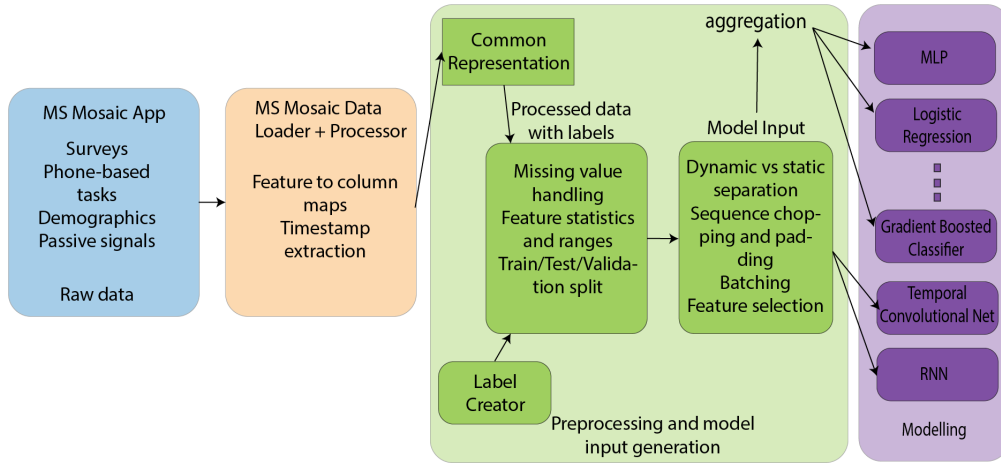 MS Mosaic App
Surveys
Phone-based
tasks
Demographics
Passive signals
Raw data
MS Mosaic Data
Loader + Processor
Feature to column
maps
Timestamp
extraction
Common
Representation
Processed data
with labels
Missing value
handling
Feature statistics
and ranges
Train/Test/Valida-
tion split
Label
Creator
aggregation
Model Input
Dynamic vs static
separation
Sequence chop-
ping and pad-
ding
Batching
Feature selection
Preprocessing and model
input generation
MLP
Logistic
Regression
Gradient Boosted
Classifier
Temporal
Convolutional Net
RNN
Modelling